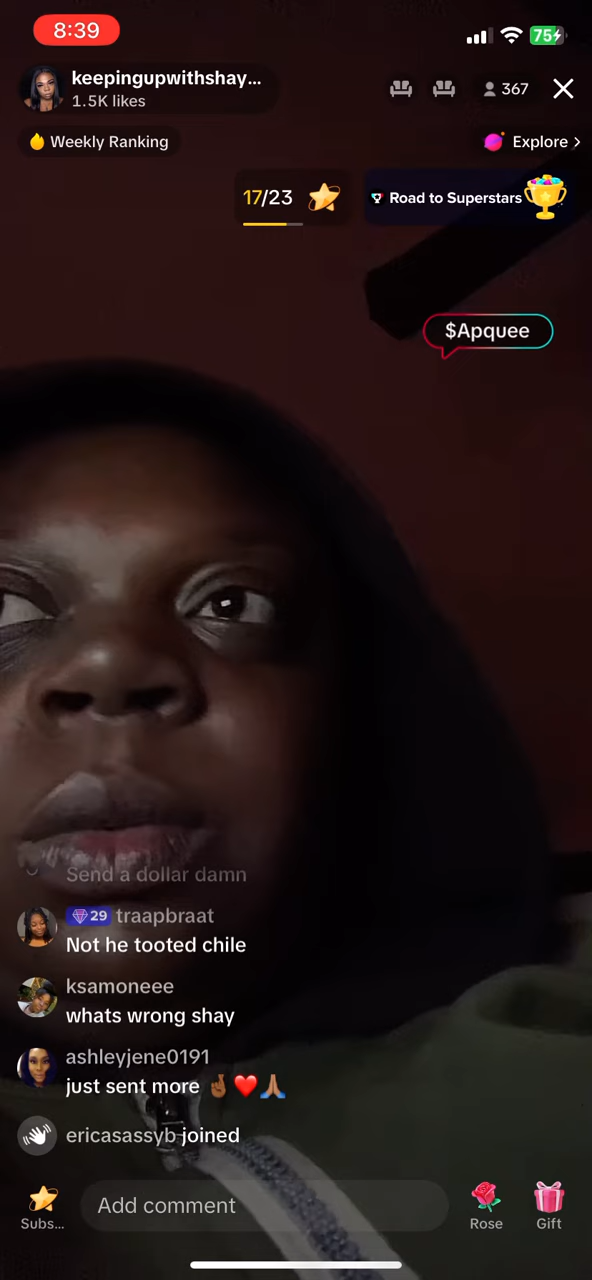 8:39
75
keepingupwithshay...
1.5K likes
367
Weekly Ranking
Explore >
17/23
Road to Superstars
$Apquee
Send a dollar damn
29 traapbraat
Not he tooted chile
ksamoneee
whats wrong shay
ashleyjene0191
just sent more 🤞🏾❤️🙏🏽
ericasassyb joined
Add comment
Subs...
Rose
Gift